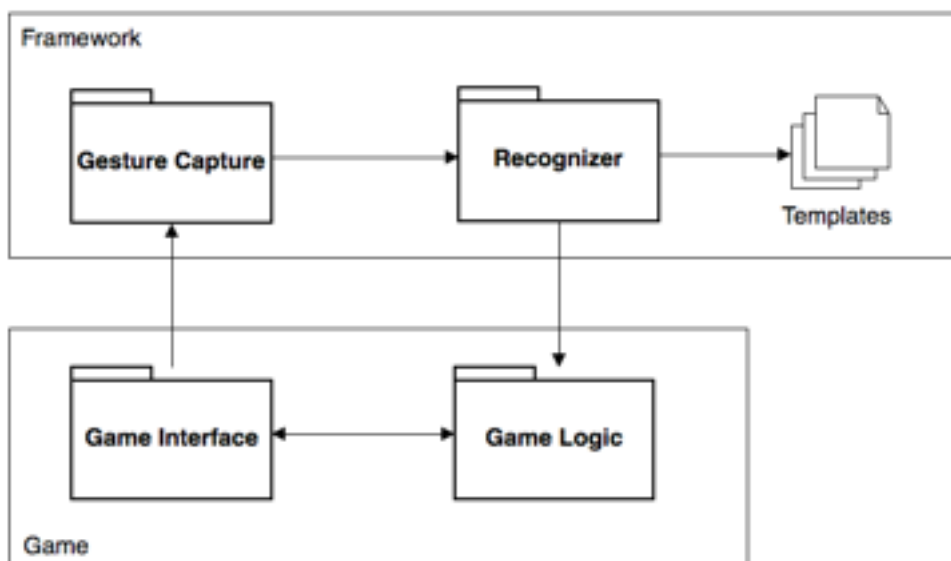 Framework
Gesture Capture
Recognizer
Templates
Game Interface
Game Logic
Game